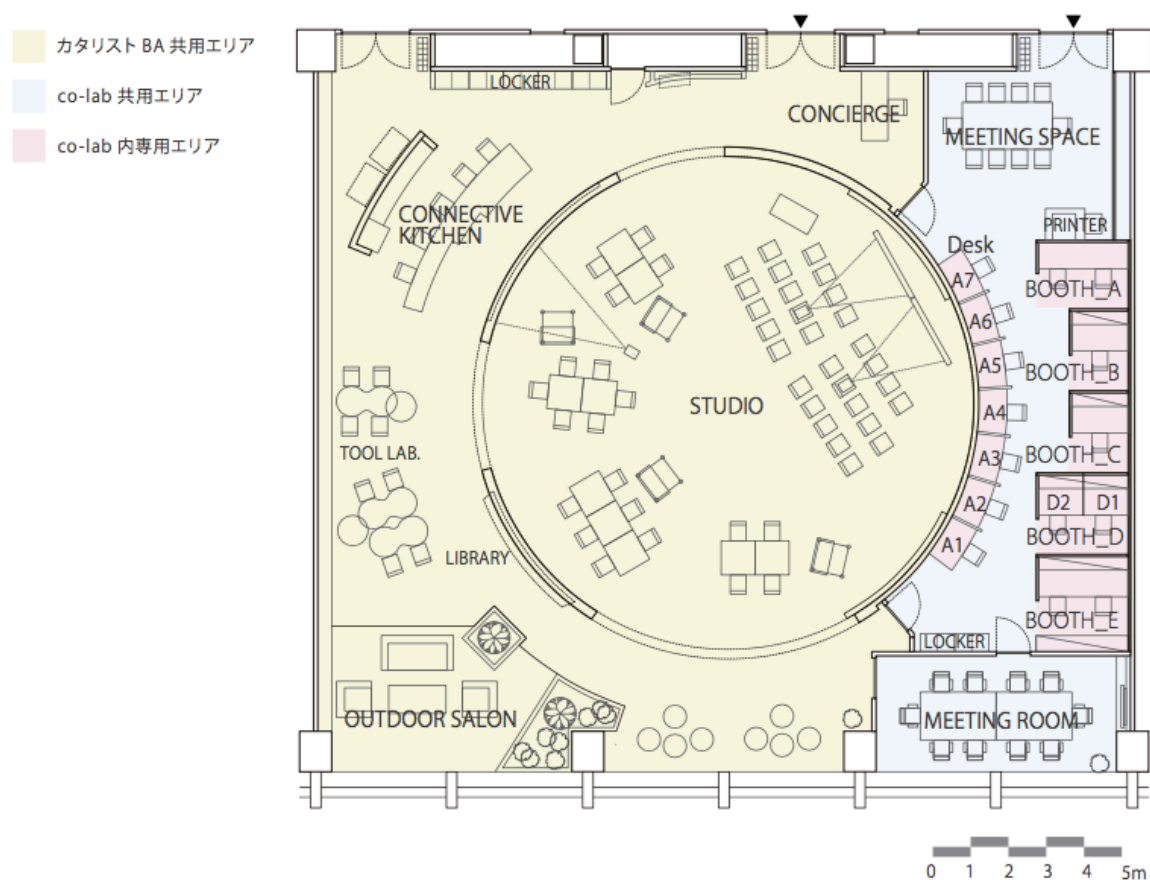 カタリスト BA 共用エリア
co-lab 共用エリア
co-lab 内専用エリア
LOCKER
CONCIERGE
MEETING SPACE
CONNECTIVE
KITCHEN
PRINTER
Desk
A7
BOOTH_A
A6
A5
BOOTH_B
A4
STUDIO
A3
BOOTH_C
TOOL LAB.
A2
D2
D1
BOOTH_D
A1
LIBRARY
BOOTH_E
LOCKER
OUTDOOR SALON
MEETING ROOM
0 1 2 3 4 5m